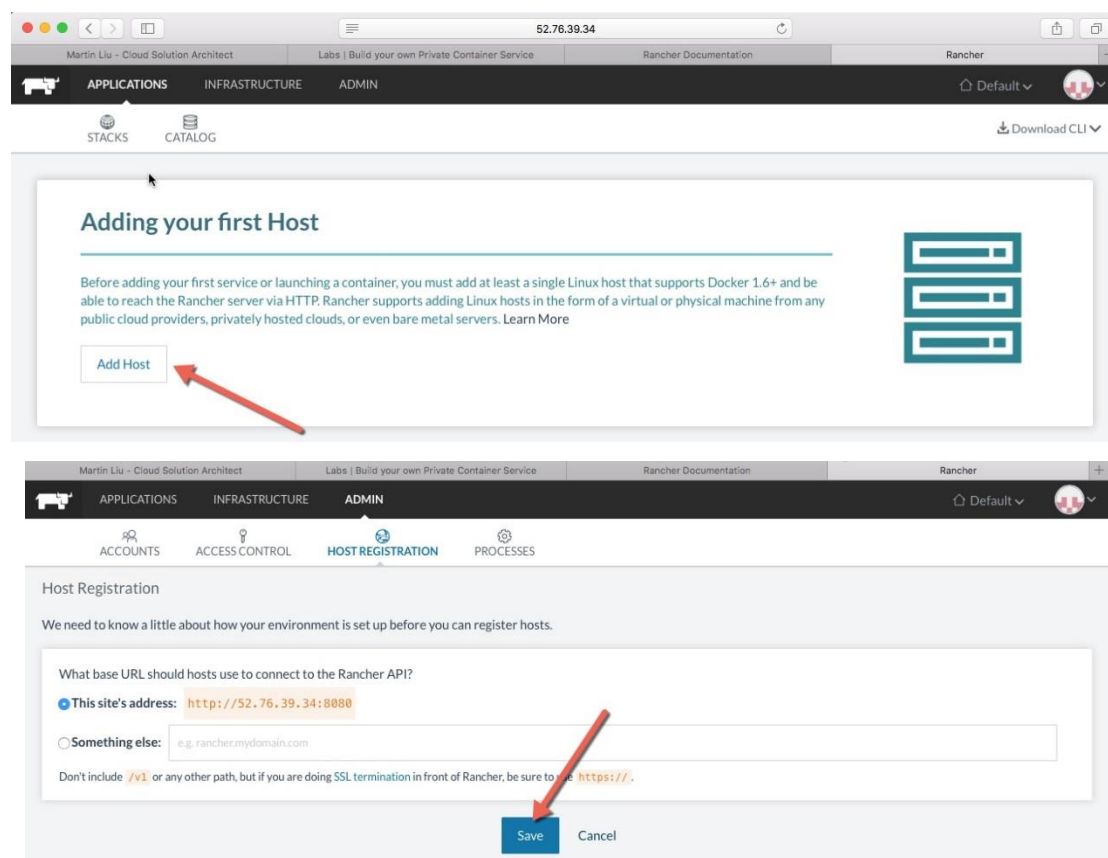 52.76.39.34
Martin Liu - Cloud Solution Architect
Labs | Build your own Private Container Service
Rancher Documentation
Rancher
APPLICATIONS INFRASTRUCTURE ADMIN
Default
STACKS CATALOG
Download CLI
Adding your first Host
Before adding your first service or launching a container, you must add at least a single Linux host that supports Docker 1.6+ and be
able to reach the Rancher server via HTTP. Rancher supports adding Linux hosts in the form of a virtual or physical machine from any
public cloud providers, privately hosted clouds, or even bare metal servers. Learn More
Add Host
Martin Liu - Cloud Solution Architect
Labs | Build your own Private Container Service
Rancher Documentation
Rancher
APPLICATIONS INFRASTRUCTURE ADMIN
Default
ACCOUNTS ACCESS CONTROL HOST REGISTRATION PROCESSES
Host Registration
We need to know a little about how your environment is set up before you can register hosts.
What base URL should hosts use to connect to the Rancher API?
This site's address: http://52.76.39.34:8080
Something else: e.g. rancher.mydomain.com
Don't include /v1 or any other path, but if you are doing SSL termination in front of Rancher, be sure to https:// .
Save Cancel